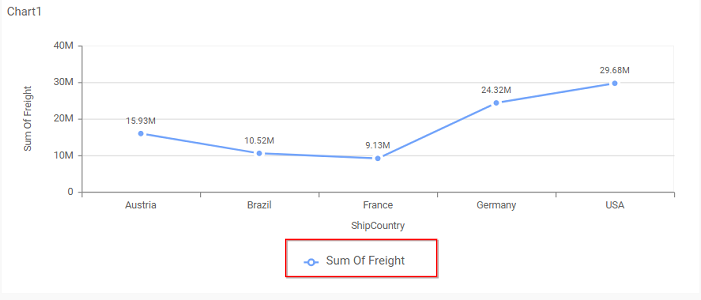 Chart1
40M
30M
20M
10M
0
Sum Of Freight
15.93M
10.52M
9.13M
24.32M
29.68M
Austria Brazil France Germany USA
ShipCountry
Sum Of Freight